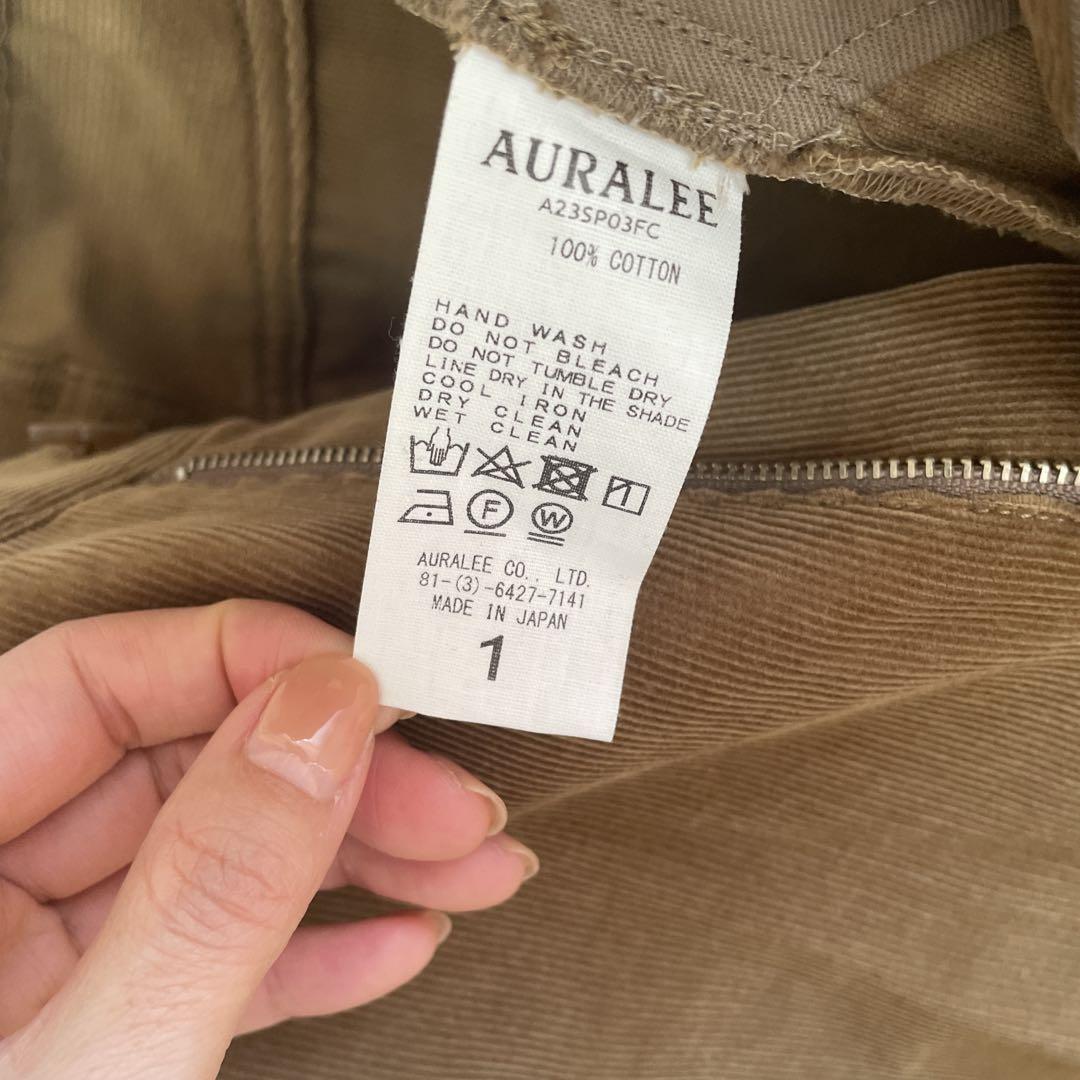 AURALEE
A23SP03FC
100% COTTON
HAND WASH
DO NOT BLEACH
DO NOT TUMBLE DRY
LINE DRY IN THE SHADE
COOL IRON
DRY CLEAN
WET CLEAN
F W
AURALEE CO., LTD.
81-(3)-6427-7141
MADE IN JAPAN
1